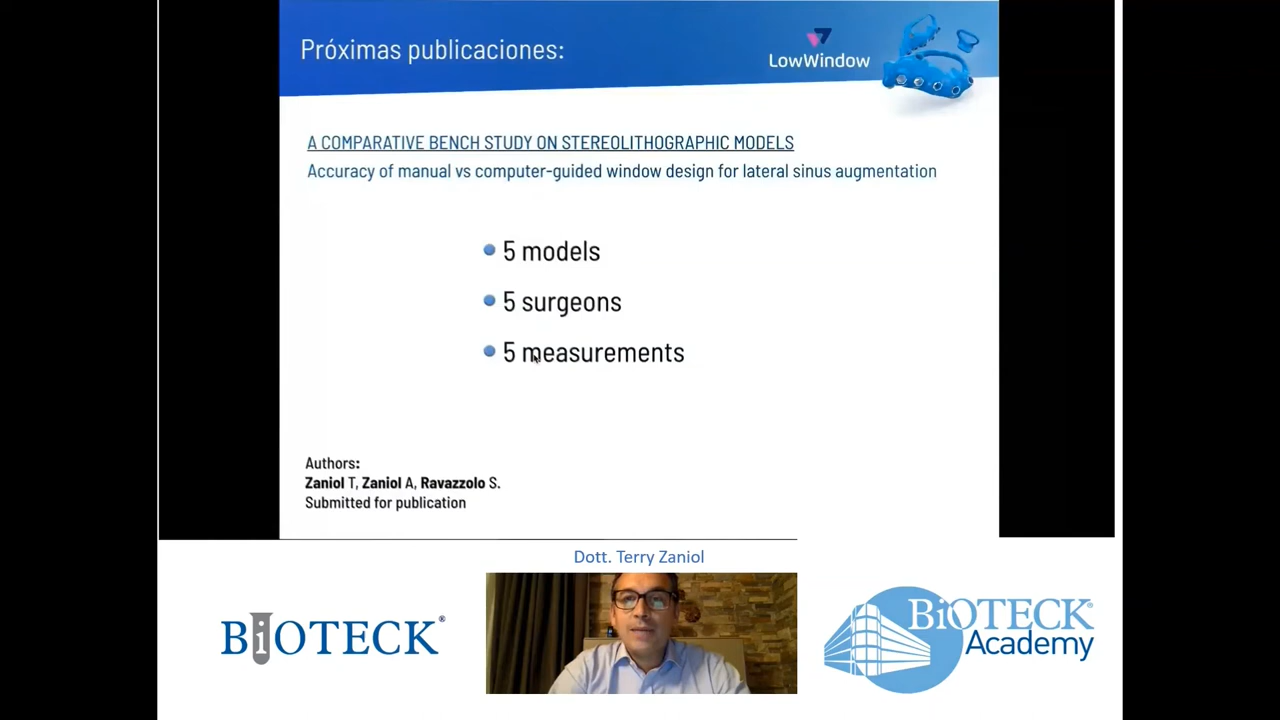 Próximas publicaciones:
LowWindow
A COMPARATIVE BENCH STUDY ON STEREOLITHOGRAPHIC MODELS
Accuracy of manual vs computer-guided window design for lateral sinus augmentation
5 models
5 surgeons
5 measurements
Authors:
Zaniol T, Zaniol A, Ravazzolo S.
Submitted for publication
Dott. Terry Zaniol
BiOTECK®
BiOTECK®
Academy